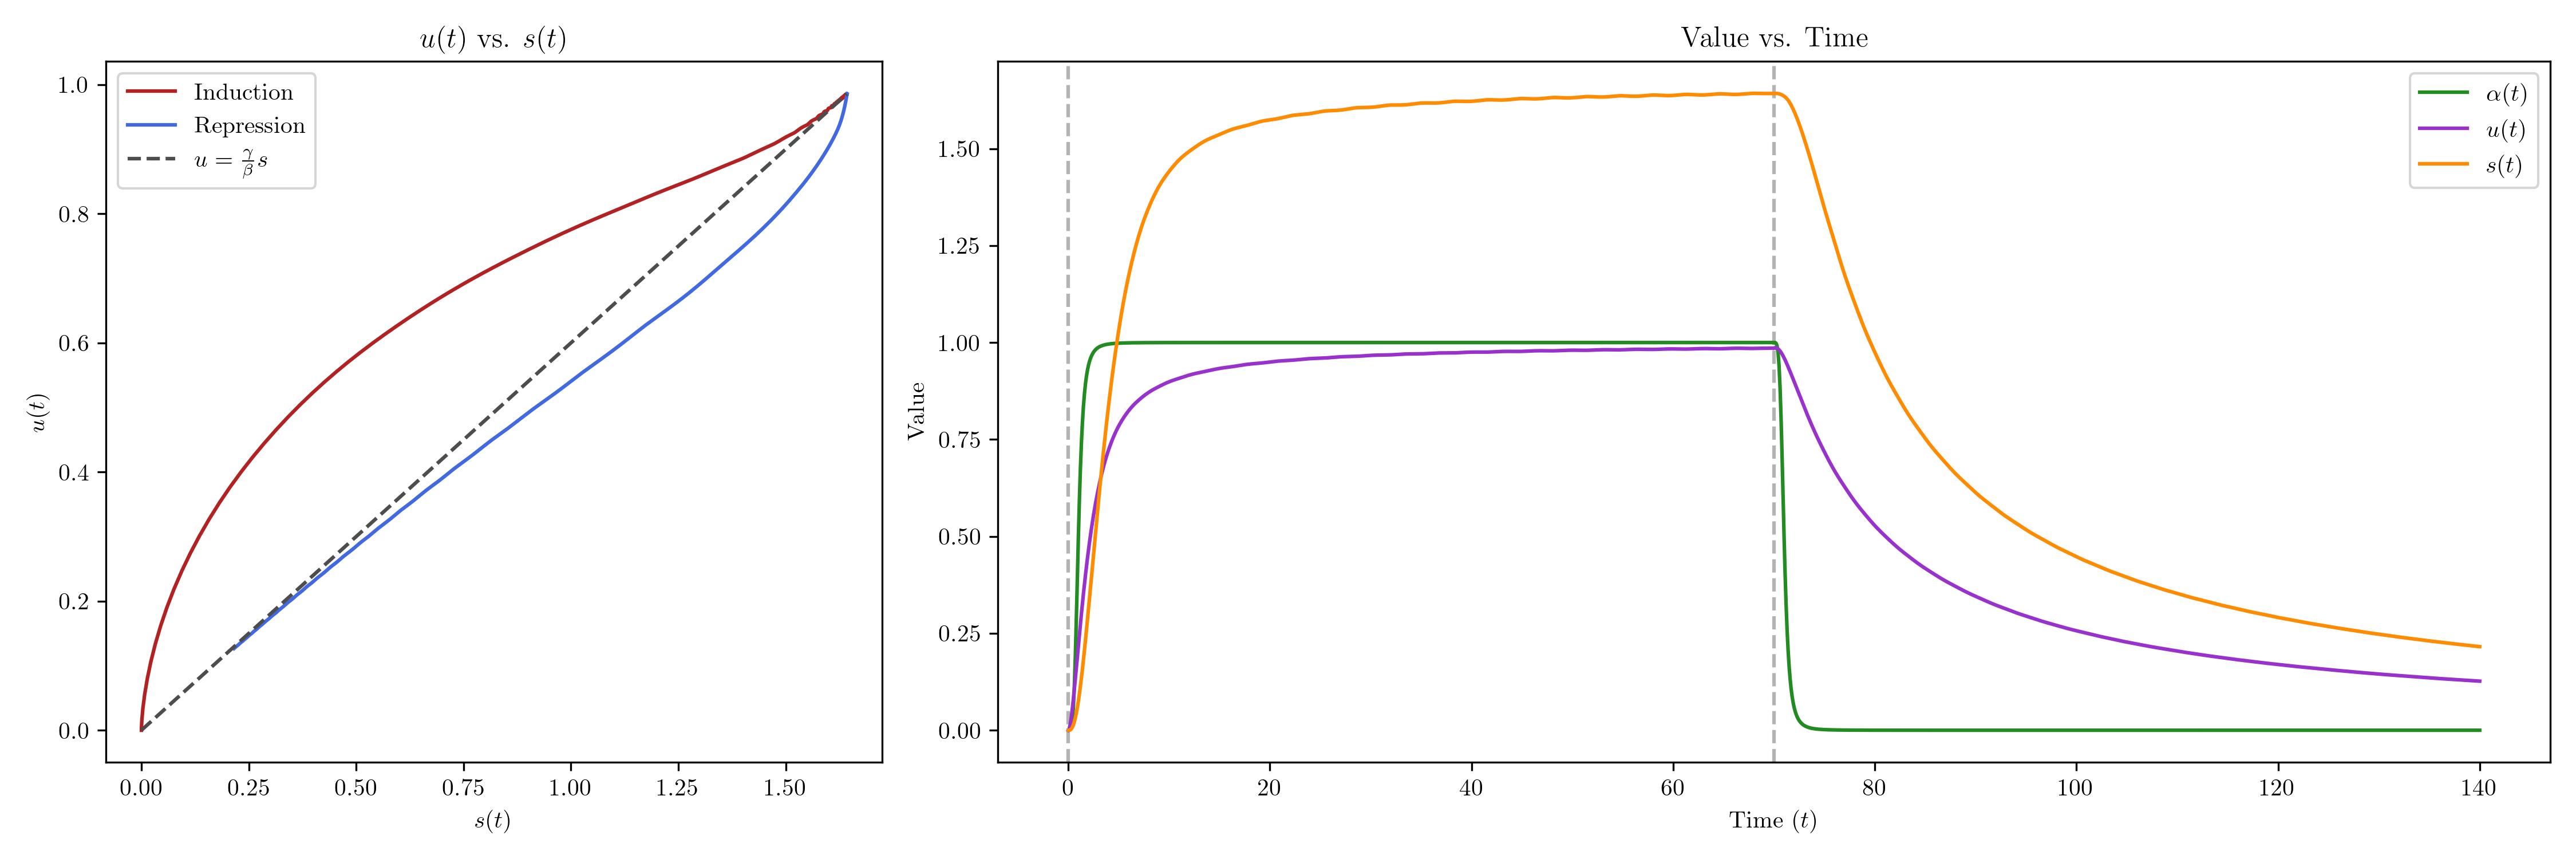 u(t) vs. s(t)
1.0
0.8
0.6
0.4
0.2
0.0
u(t)
Induction
Repression
u = γ/β s
0.00 0.25 0.50 0.75 1.00 1.25 1.50
s(t)
Value vs. Time
1.50
1.25
1.00
0.75
0.50
0.25
0.00
Value
α(t)
u(t)
s(t)
0 20 40 60 80 100 120 140
Time (t)